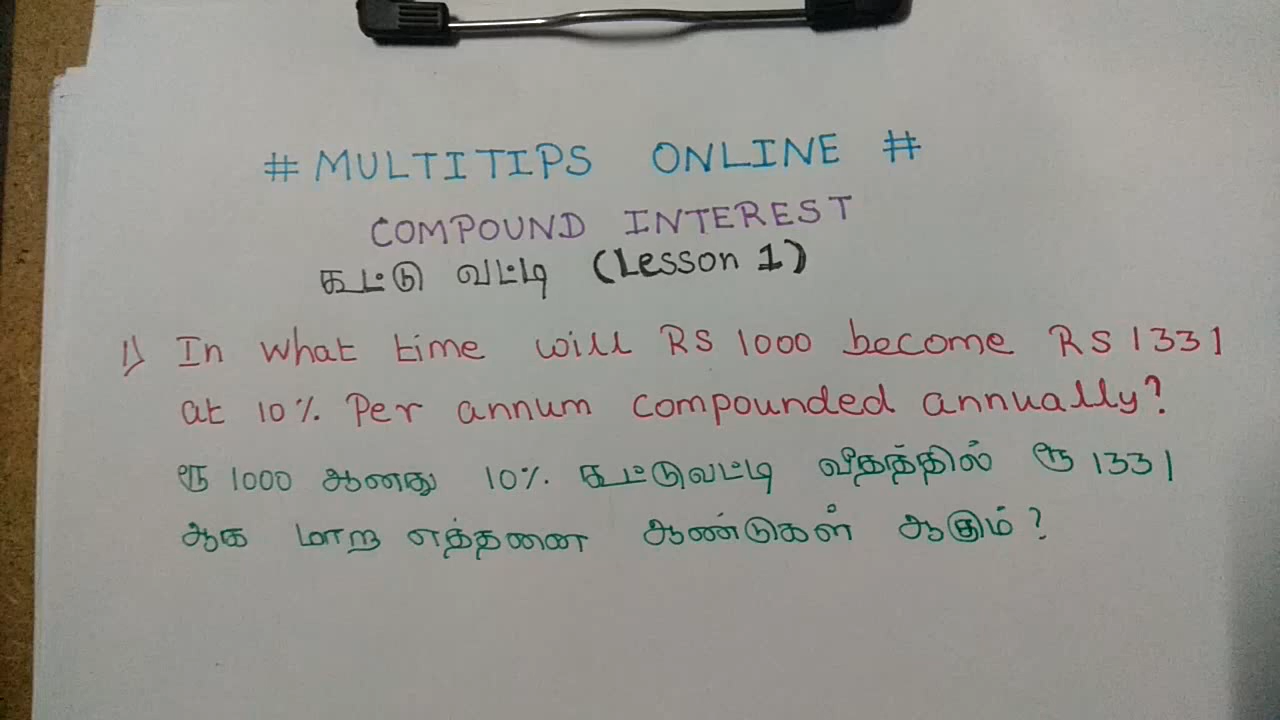 # MULTITIPS ONLINE #
COMPOUND INTEREST
கூட்டு வட்டி (Lesson 1)
1) In what time will RS 1000 become RS 1331
at 10% Per annum compounded annually?
ரூ 1000 ஆனது 10% கூட்டுவட்டி வீதத்தில் ரூ 1331
ஆக மாற எத்தனை ஆண்டுகள் ஆகும்?